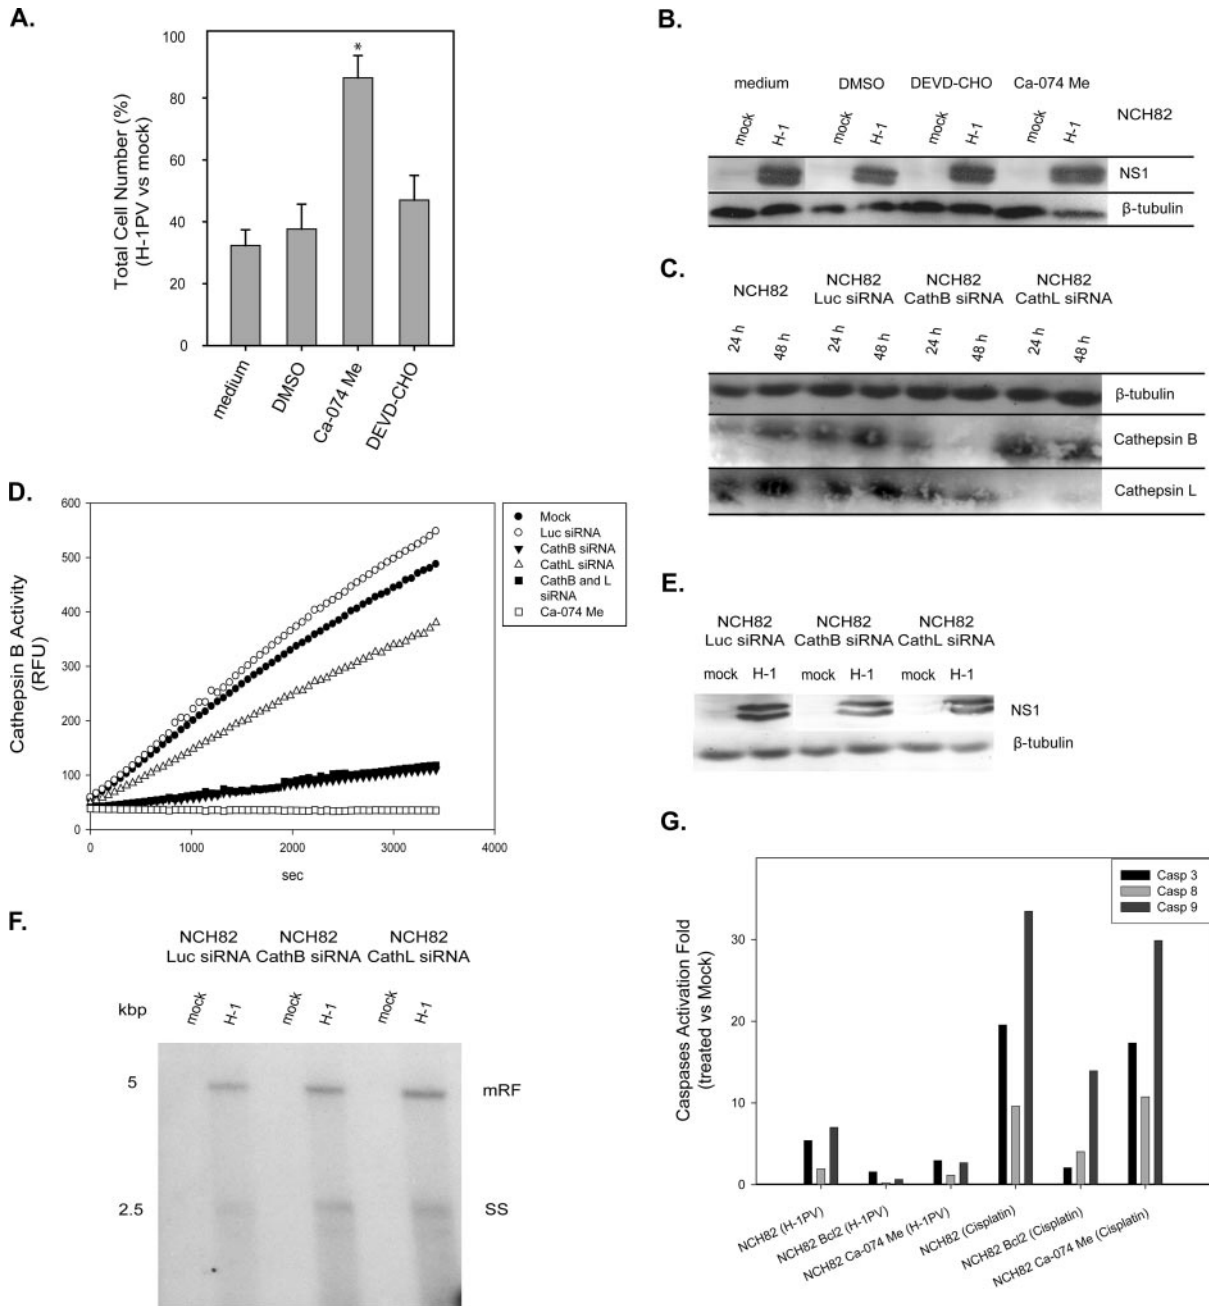 A.
Total Cell Number (%)
(H-1PV vs mock)
100
80
60
40
20
0
*
medium
DMSO
Ca-074 Me
DEVD-CHO
B.
medium
DMSO
DEVD-CHO
Ca-074 Me
mock
H-1
mock
H-1
mock
H-1
mock
H-1
NCH82
NS1
β-tubulin
C.
NCH82
NCH82
Luc siRNA
NCH82
CathB siRNA
NCH82
CathL siRNA
24 h
48 h
24 h
48 h
24 h
48 h
24 h
48 h
β-tubulin
Cathepsin B
Cathepsin L
D.
Cathepsin B Activity
(RFU)
600
500
400
300
200
100
0
0
1000
2000
3000
4000
sec
Mock
Luc siRNA
CathB siRNA
CathL siRNA
CathB and L
siRNA
Ca-074 Me
E.
NCH82
Luc siRNA
NCH82
CathB siRNA
NCH82
CathL siRNA
mock
H-1
mock
H-1
mock
H-1
NS1
β-tubulin
F.
NCH82
Luc siRNA
NCH82
CathB siRNA
NCH82
CathL siRNA
kbp
mock
H-1
mock
H-1
mock
H-1
5
mRF
2.5
SS
G.
Caspases Activation Fold
(treated vs Mock)
30
20
10
0
Casp 3
Casp 8
Casp 9
NCH82 (H-1PV)
NCH82 Bcl2 (H-1PV)
NCH82 Ca-074 Me (H-1PV)
NCH82 (Cisplatin)
NCH82 Bcl2 (Cisplatin)
NCH82 Ca-074 Me (Cisplatin)